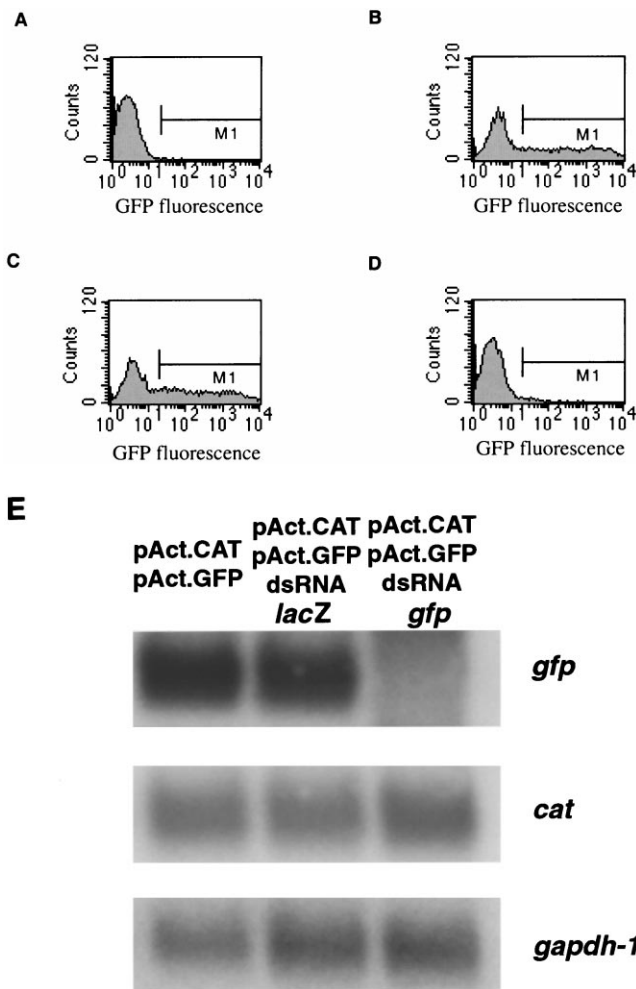 A
B
120
Counts
0
M1
10^0 10^1 10^2 10^3 10^4
GFP fluorescence
120
Counts
0
M1
10^0 10^1 10^2 10^3 10^4
GFP fluorescence
C
D
120
Counts
0
M1
10^0 10^1 10^2 10^3 10^4
GFP fluorescence
120
Counts
0
M1
10^0 10^1 10^2 10^3 10^4
GFP fluorescence
E
pAct.CAT
pAct.GFP
pAct.CAT
pAct.GFP
dsRNA
lacZ
pAct.CAT
pAct.GFP
dsRNA
gfp
gfp
cat
gapdh-1